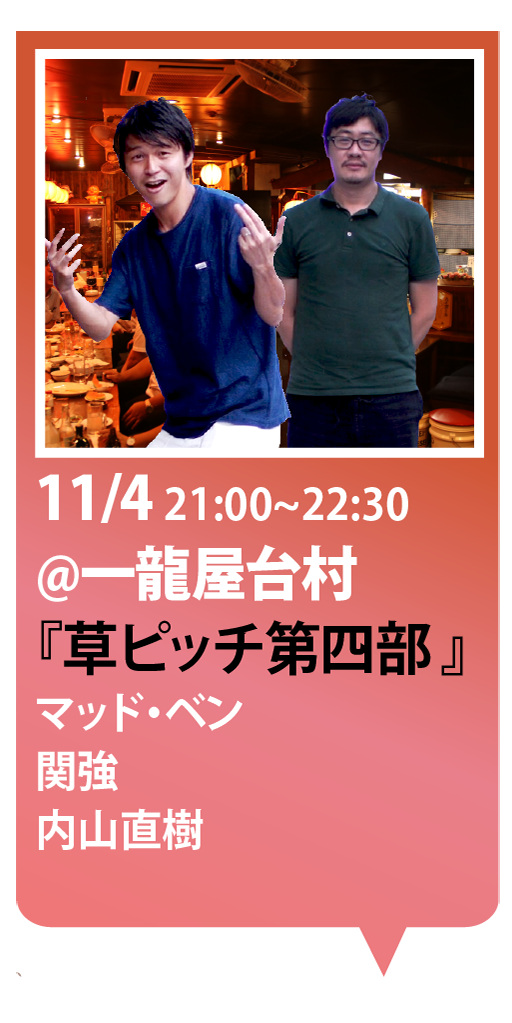 11/4 21:00~22:30
@一龍屋台村
『草ピッチ第四部』
マッド・ベン
関強
内山直樹
、